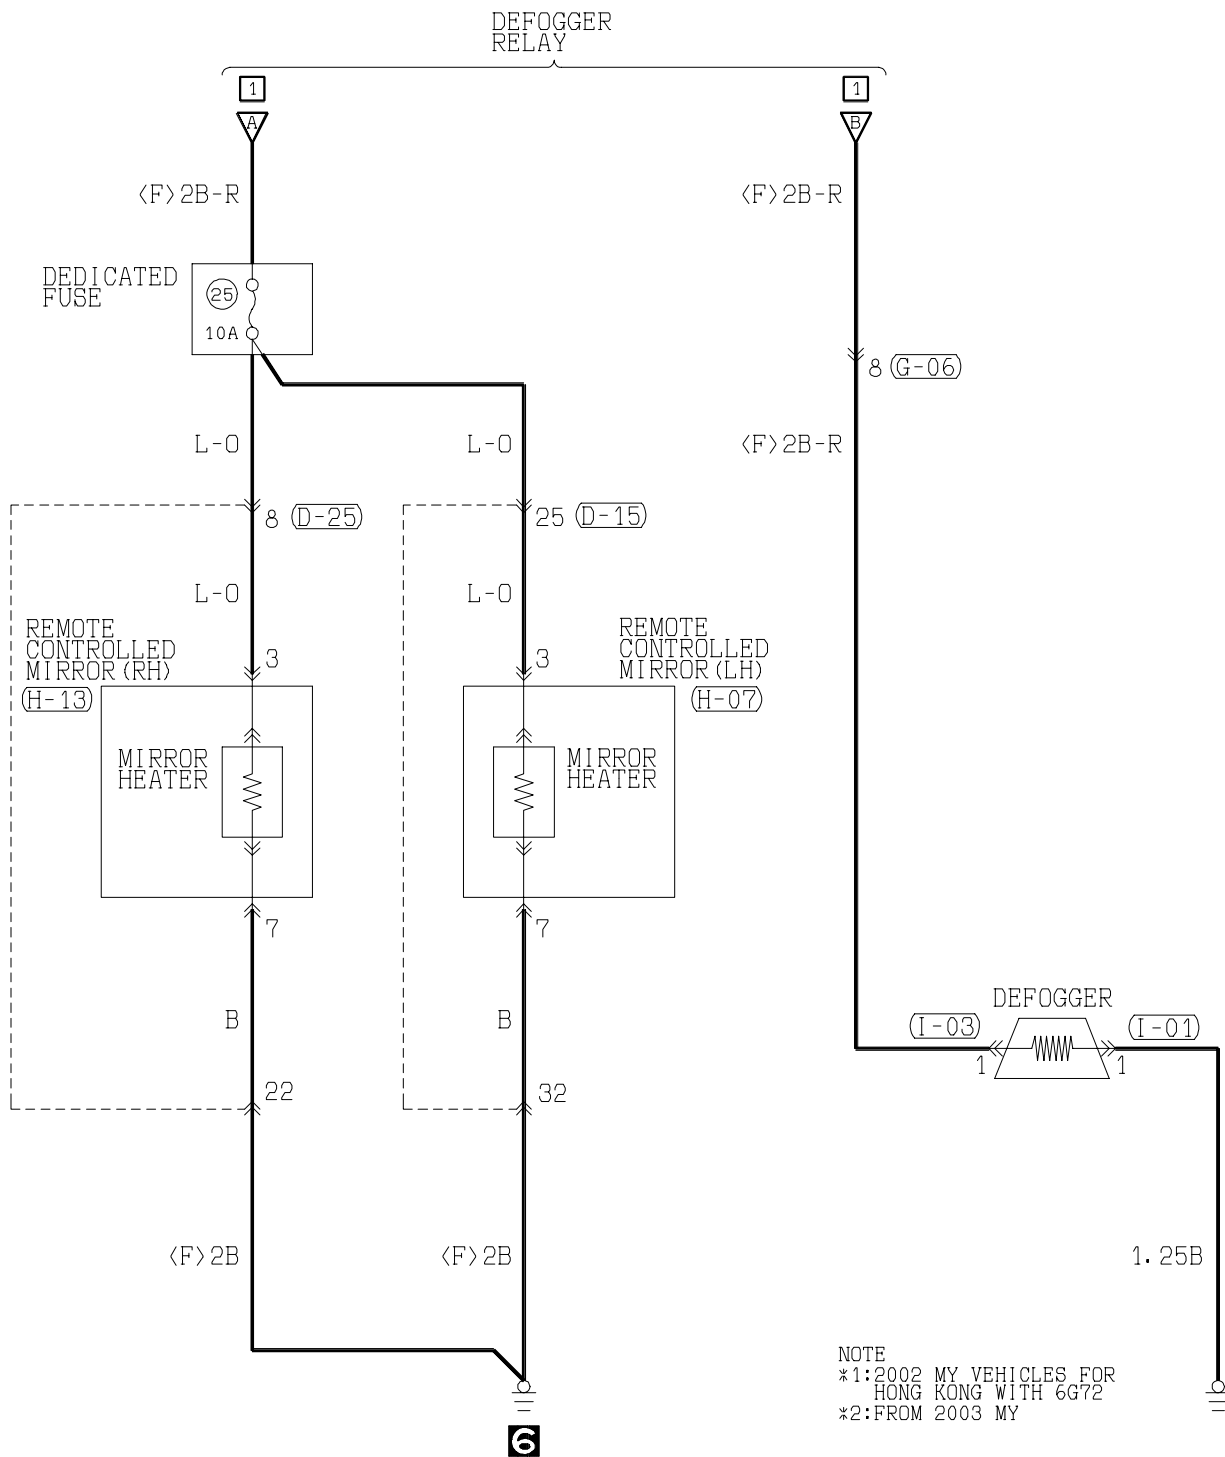 DEFOGGER
RELAY
1
1
A
B
<F>2B-R
<F>2B-R
DEDICATED
FUSE
25
10A
8 (G-06)
L-O
L-O
<F>2B-R
8 (D-25)
25 (D-15)
L-O
L-O
REMOTE
CONTROLLED
MIRROR(RH)
(H-13)
3
3
REMOTE
CONTROLLED
MIRROR(LH)
(H-07)
MIRROR
HEATER
MIRROR
HEATER
7
7
DEFOGGER
B
B
(I-03)
(I-01)
1
1
22
32
<F>2B
<F>2B
1.25B
NOTE
*1:2002 MY VEHICLES FOR
HONG KONG WITH 6G72
*2:FROM 2003 MY
6